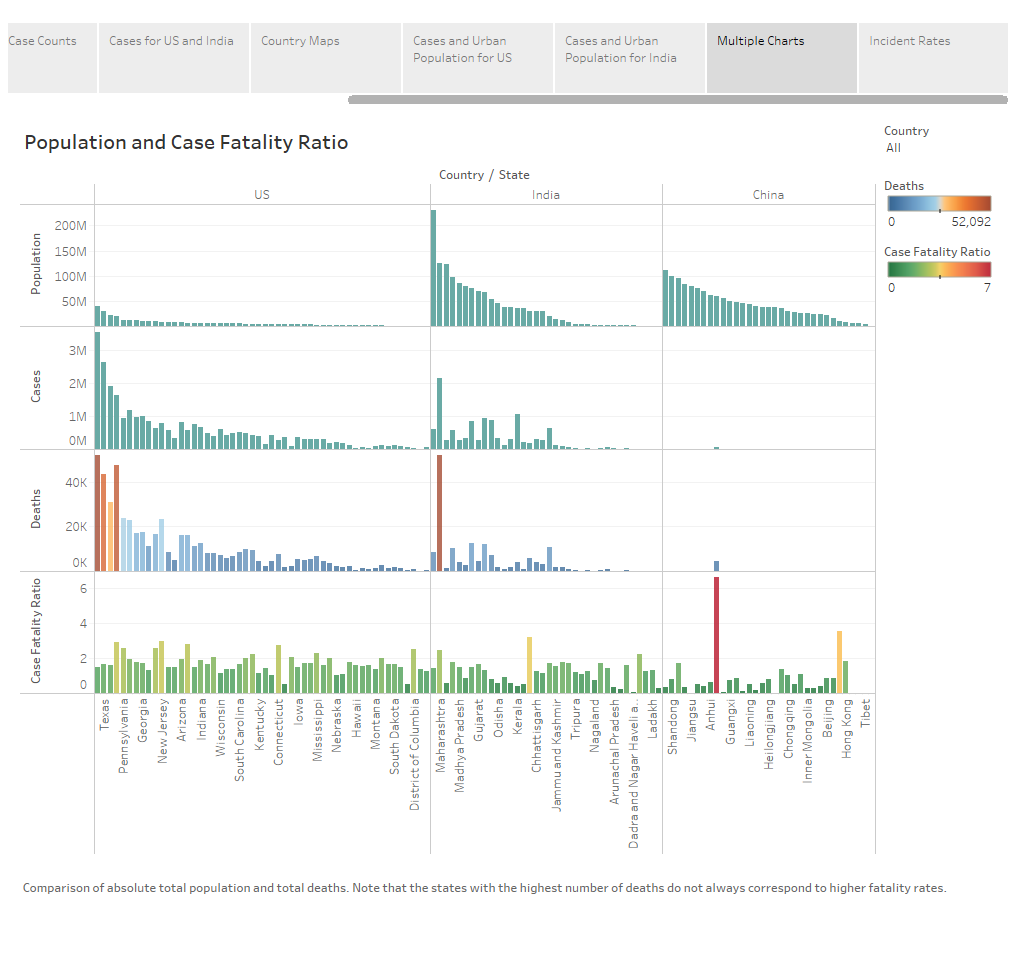 Case Counts
Cases for US and India
Country Maps
Cases and Urban
Population for US
Cases and Urban
Population for India
Multiple Charts
Incident Rates
Population and Case Fatality Ratio
Country
All
Deaths
0 52,092
Case Fatality Ratio
0 7
Country / State
US India China
Population
200M
150M
100M
50M
Cases
3M
2M
1M
0M
Deaths
40K
20K
0K
Case Fatality Ratio
6
4
2
0
Texas
Pennsylvania
Georgia
New Jersey
Arizona
Indiana
Wisconsin
South Carolina
Kentucky
Connecticut
Iowa
Mississippi
Nebraska
Hawaii
Montana
South Dakota
District of Columbia
Maharashtra
Madhya Pradesh
Gujarat
Odisha
Kerala
Chhattisgarh
Jammu and Kashmir
Tripura
Nagaland
Arunachal Pradesh
Dadra and Nagar Haveli a..
Ladakh
Shandong
Jiangsu
Anhui
Guangxi
Liaoning
Heilongjiang
Chongqing
Inner Mongolia
Beijing
Hong Kong
Tibet
Comparison of absolute total population and total deaths. Note that the states with the highest number of deaths do not always correspond to higher fatality rates.